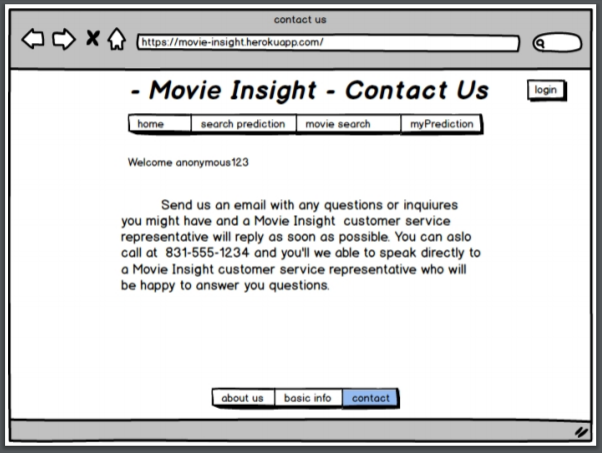 contact us
https://movie-insight.herokuapp.com/
- Movie Insight - Contact Us
login
home search prediction movie search myPrediction
Welcome anonymous123
Send us an email with any questions or inquiures
you might have and a Movie Insight customer service
representative will reply as soon as possible. You can aslo
call at 831-555-1234 and you'll we able to speak directly to
a Movie Insight customer service representative who will
be happy to answer you questions.
about us basic info contact